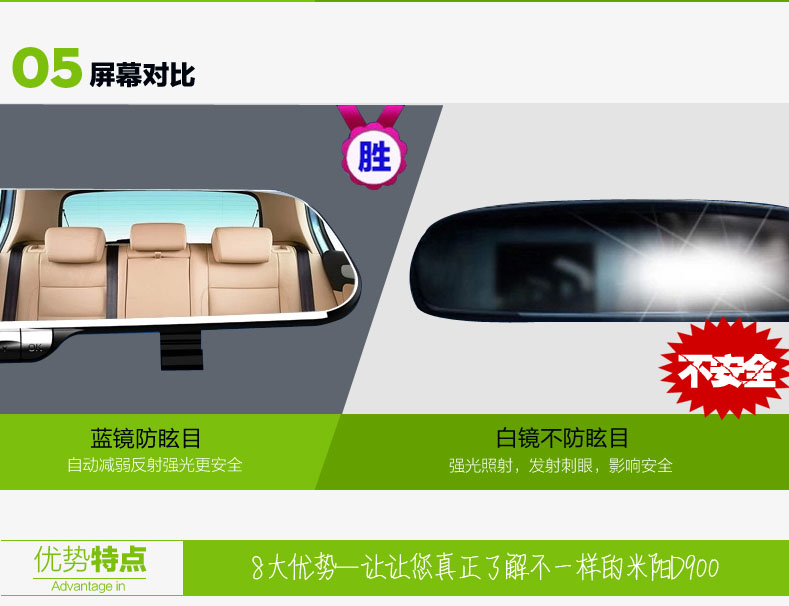 05 屏幕对比
胜
OK
不安全
蓝镜防眩目
自动减弱反射强光更安全
白镜不防眩目
强光照射，发射刺眼，影响安全
优势特点
Advantage in
8大优势—让让您真正了解不一样的米阳D900